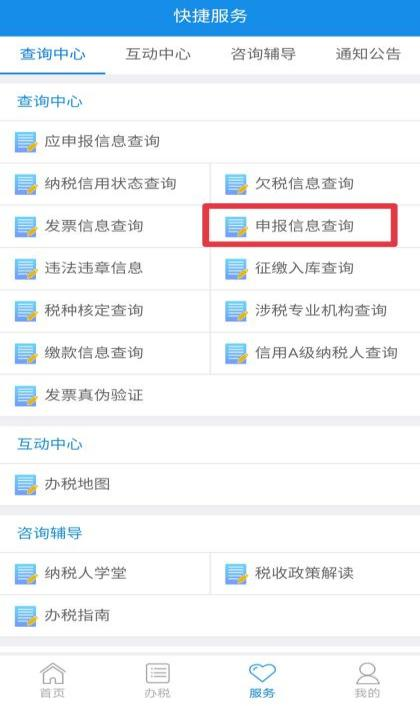 快捷服务
查询中心 互动中心 咨询辅导 通知公告
查询中心
应申报信息查询
纳税信用状态查询 欠税信息查询
发票信息查询 申报信息查询
违法违章信息 征缴入库查询
税种核定查询 涉税专业机构查询
缴款信息查询 信用A级纳税人查询
发票真伪验证
互动中心
办税地图
咨询辅导
纳税人学堂 税收政策解读
办税指南
首页 办税 服务 我的